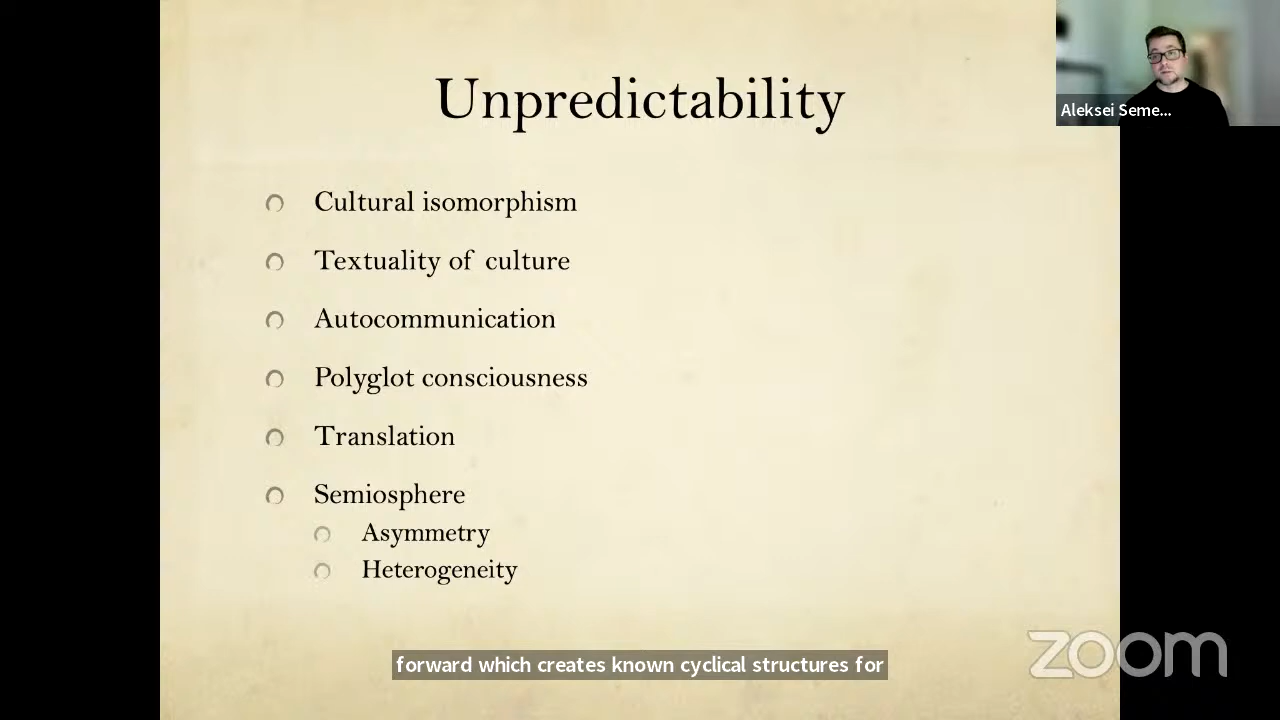 Unpredictability
Aleksei Seme...
Cultural isomorphism
Textuality of culture
Autocommunication
Polyglot consciousness
Translation
Semiosphere
Asymmetry
Heterogeneity
forward which creates known cyclical structures for
zoom